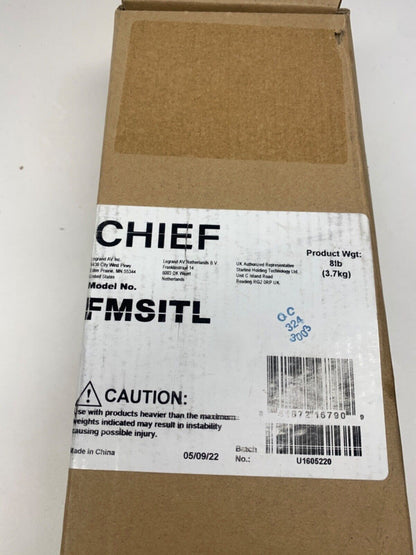 CHIEF
Legrand AV Inc.
6436 City West Pkwy
Eden Prairie, MN 55344
United States
Legrand AV Netherlands B.V.
Franklinstraat 14
6003 DK Weert
Netherlands
UK Authorized Representative
Starline Holding Technology Ltd.
Unit C Island Road
Reading RG2 0RP UK
Product Wgt:
8lb
(3.7kg)
Model No.
FMSITL
QC
324
3003
CAUTION:
Use with products heavier than the maximum
weights indicated may result in instability
causing possible injury.
Made in China
05/09/22
Batch
No.:
U1605220